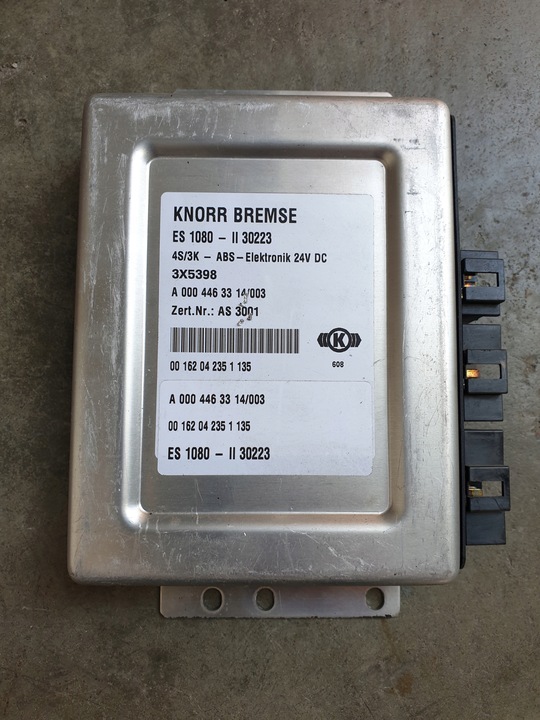 KNORR BREMSE
ES 1080 – II 30223
4S/3K – ABS – Elektronik 24V DC
3X5398
A 000 446 33 14/003
Zert.Nr.: AS 3001
K
608
00 162 04 235 1 135
A 000 446 33 14/003
00 162 04 235 1 135
ES 1080 – II 30223